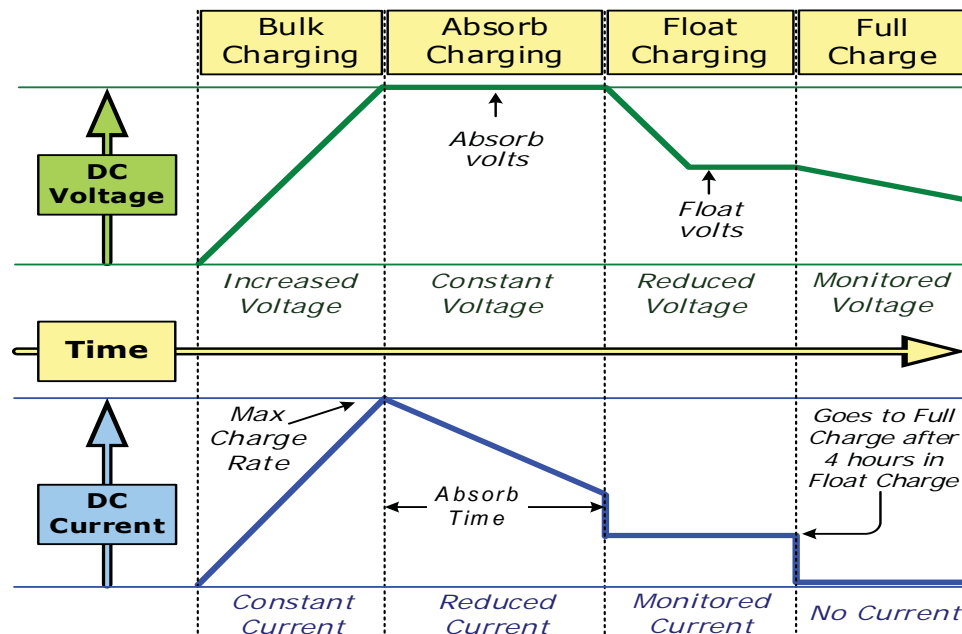 Bulk
Charging
Absorb
Charging
Float
Charging
Full
Charge
DC
Voltage
Absorb
volts
Float
volts
Increased
Voltage
Constant
Voltage
Reduced
Voltage
Monitored
Voltage
Time
DC
Current
Max
Charge
Rate
Absorb
Time
Goes to Full
Charge after
4 hours in
Float Charge
Constant
Current
Reduced
Current
Monitored
Current
No Current